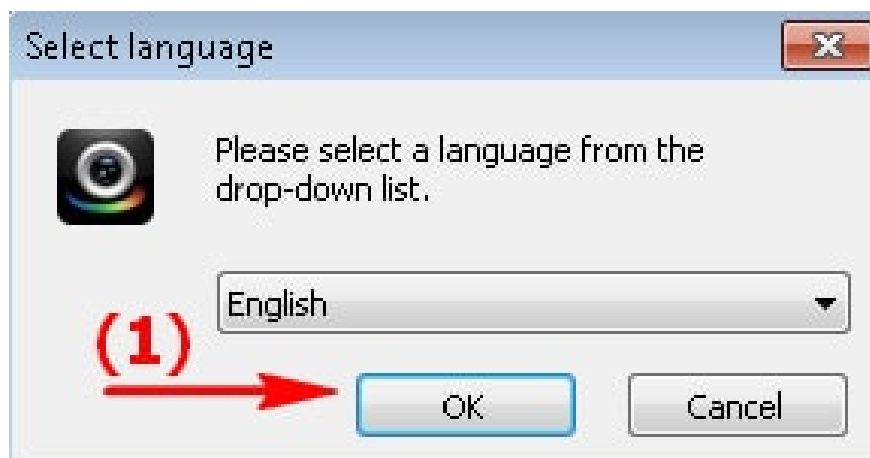 Select language
Please select a language from the
drop-down list.
English
(1)
OK
Cancel